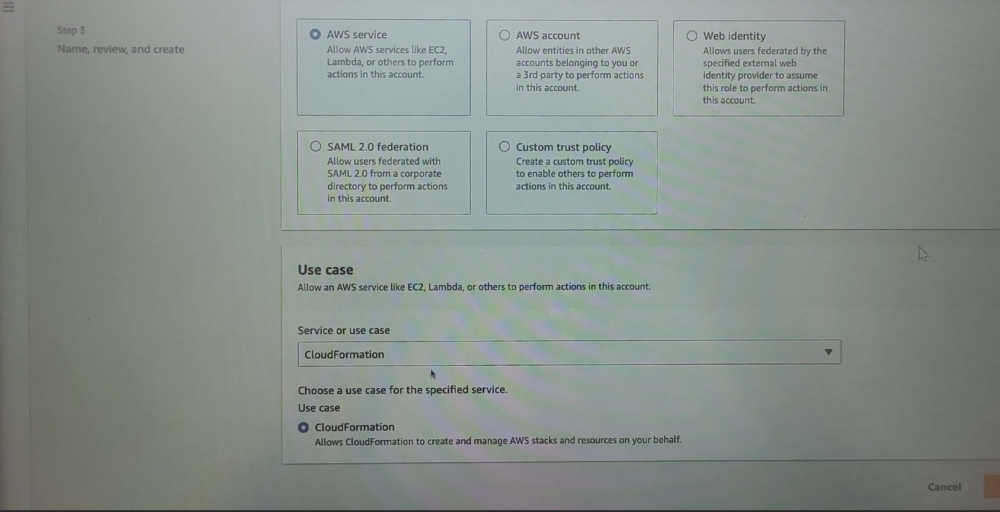 Step 3
Name, review, and create
AWS service
Allow AWS services like EC2,
Lambda, or others to perform
actions in this account.
AWS account
Allow entities in other AWS
accounts belonging to you or
a 3rd party to perform actions
in this account.
Web identity
Allows users federated by the
specified external web
identity provider to assume
this role to perform actions in
this account.
SAML 2.0 federation
Allow users federated with
SAML 2.0 from a corporate
directory to perform actions
in this account.
Custom trust policy
Create a custom trust policy
to enable others to perform
actions in this account.
Use case
Allow an AWS service like EC2, Lambda, or others to perform actions in this account.
Service or use case
CloudFormation
Choose a use case for the specified service.
Use case
CloudFormation
Allows CloudFormation to create and manage AWS stacks and resources on your behalf.
Cancel